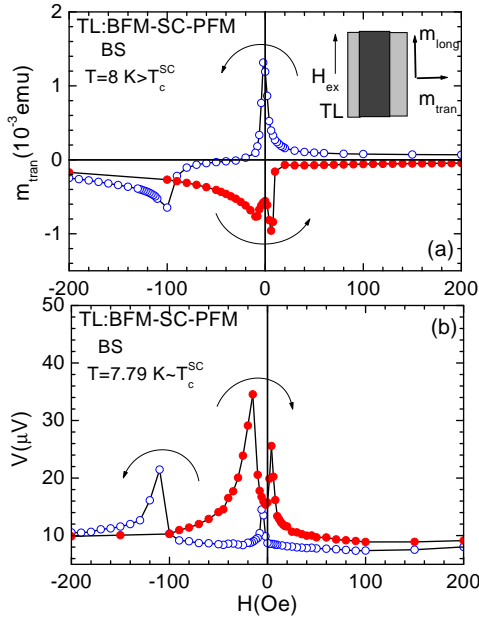 TL:BFM-SC-PFM
BS
T=8 K>T_c^SC
H_ex
TL
m_long
m_tran
m_tran(10^-3 emu)
2
1
0
-1
-200 -100 0 100 200
(a)
TL:BFM-SC-PFM
(b)
BS
T=7.79 K~T_c^SC
V(μV)
50
40
30
20
10
0
-200 -100 0 100 200
H(Oe)